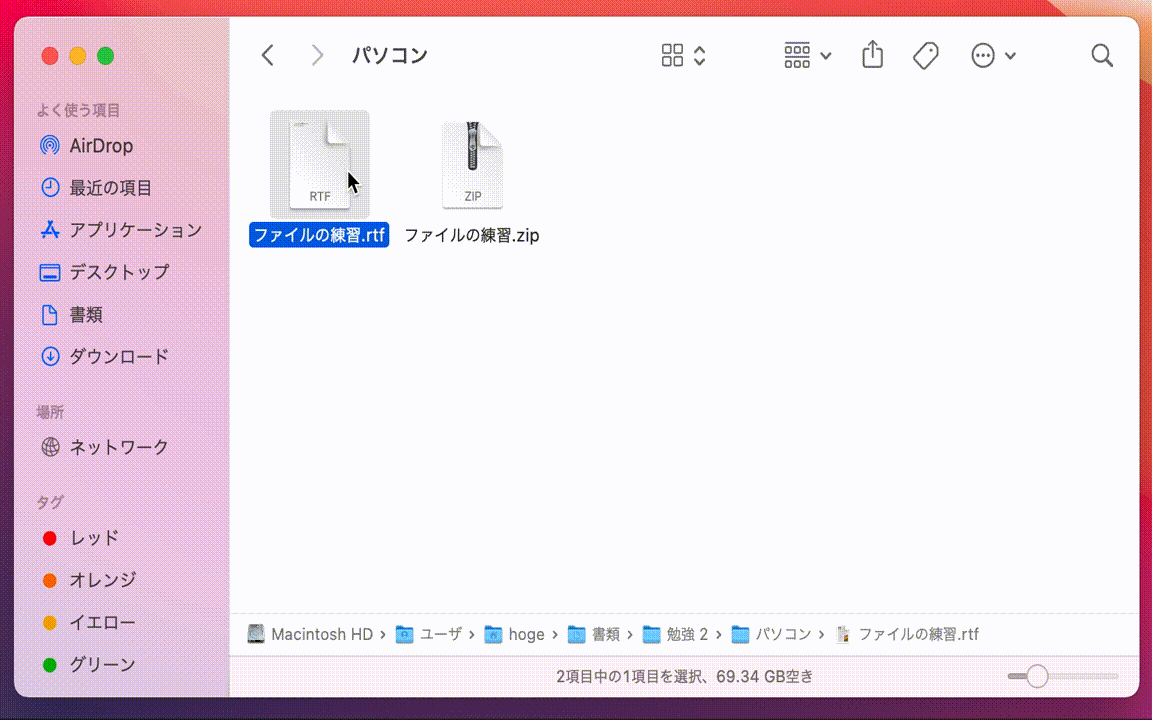 パソコン
よく使う項目
AirDrop
最近の項目
アプリケーション
デスクトップ
書類
ダウンロード
場所
ネットワーク
タグ
レッド
オレンジ
イエロー
グリーン
RTF
ZIP
ファイルの練習.rtf
ファイルの練習.zip
Macintosh HD › ユーザ › hoge › 書類 › 勉強 2 › パソコン › ファイルの練習.rtf
2項目中の1項目を選択、69.34 GB空き